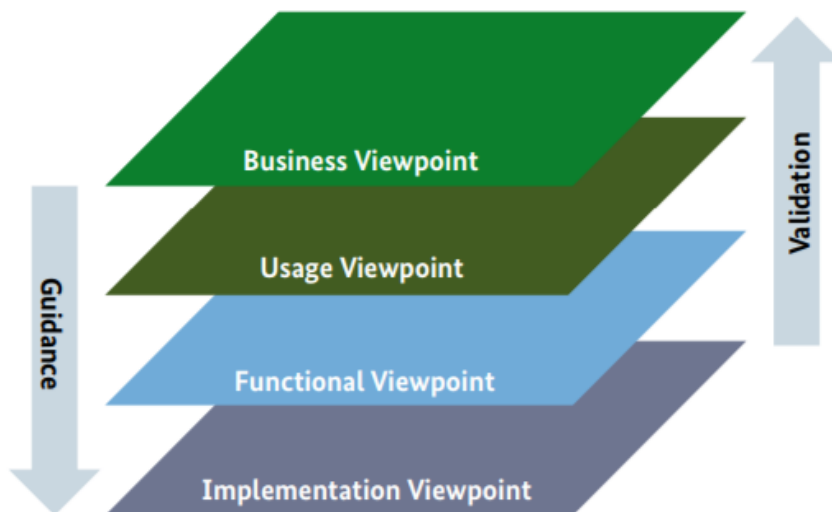 Business Viewpoint
Usage Viewpoint
Functional Viewpoint
Implementation Viewpoint
Guidance
Validation